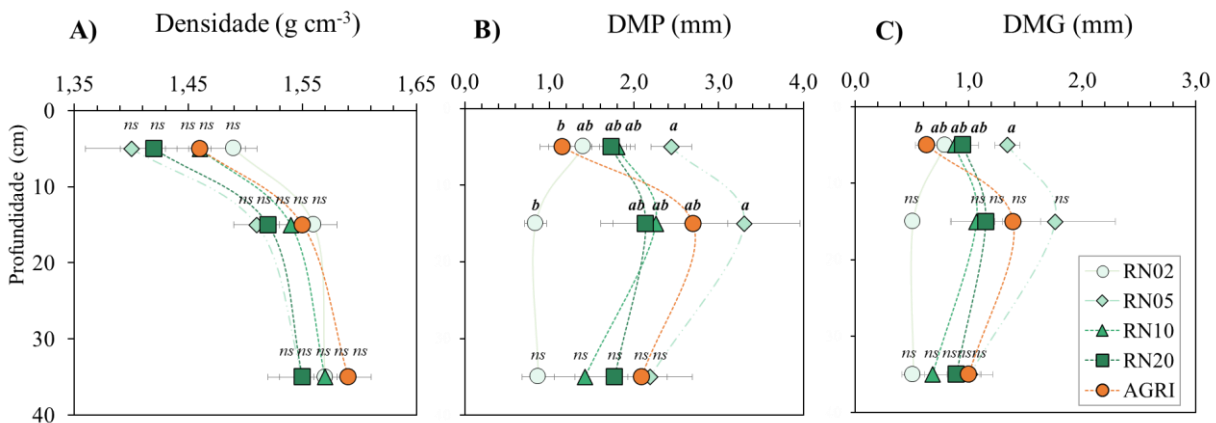 A) Densidade (g cm-3)
1,35 1,45 1,55 1,65
Profundidade (cm)
0
10
20
30
40
ns ns ns ns ns
ns ns ns ns ns
ns ns ns ns ns
B) DMP (mm)
0,0 1,0 2,0 3,0 4,0
b ab ab ab a
b ab ab ab a
ns ns ns ns ns
C) DMG (mm)
0,0 1,0 2,0 3,0
b ab ab ab a
ns ns ns ns ns
ns ns ns ns ns
RN02
RN05
RN10
RN20
AGRI